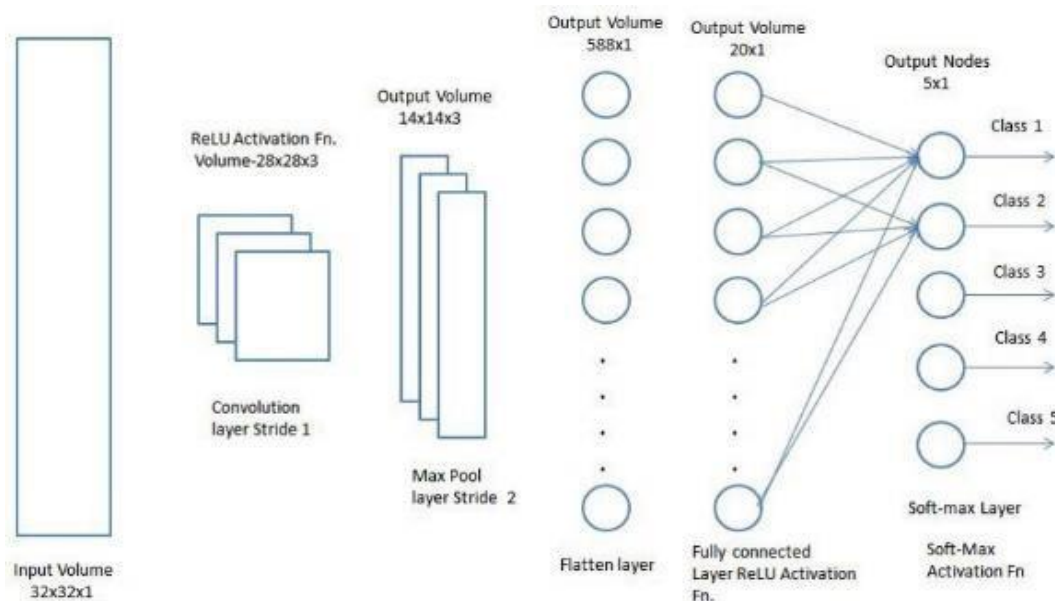 Input Volume
32x32x1
ReLU Activation Fn.
Volume-28x28x3
Convolution
layer Stride 1
Output Volume
14x14x3
Max Pool
layer Stride 2
Output Volume
588x1
Flatten layer
Output Volume
20x1
Fully connected
Layer ReLU Activation
Fn.
Output Nodes
5x1
Class 1
Class 2
Class 3
Class 4
Class 5
Soft-max Layer
Soft-Max
Activation Fn